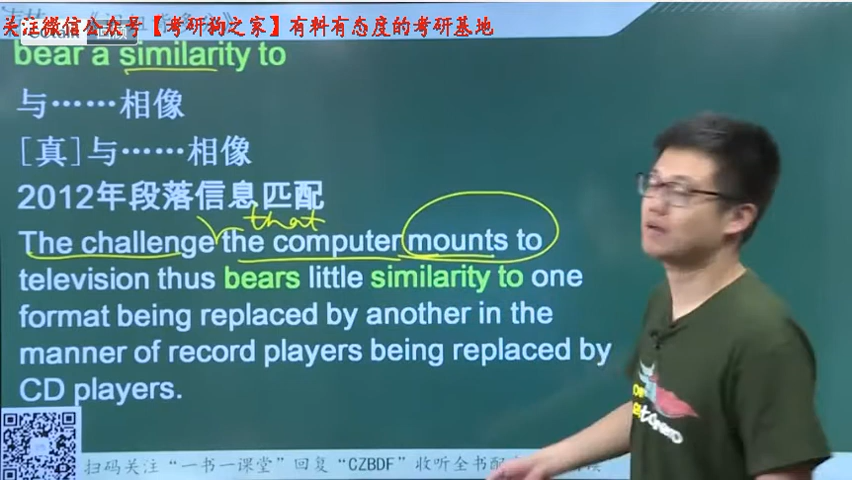 关注微信公众号【考研狗之家】有料有态度的考研基地
bear a similarity to
与……相像
[真]与……相像
2012年段落信息匹配
that
The challenge the computer mounts to
television thus bears little similarity to one
format being replaced by another in the
manner of record players being replaced by
CD players.
扫码关注“一书一课堂”回复“CZBDF”收听全书配